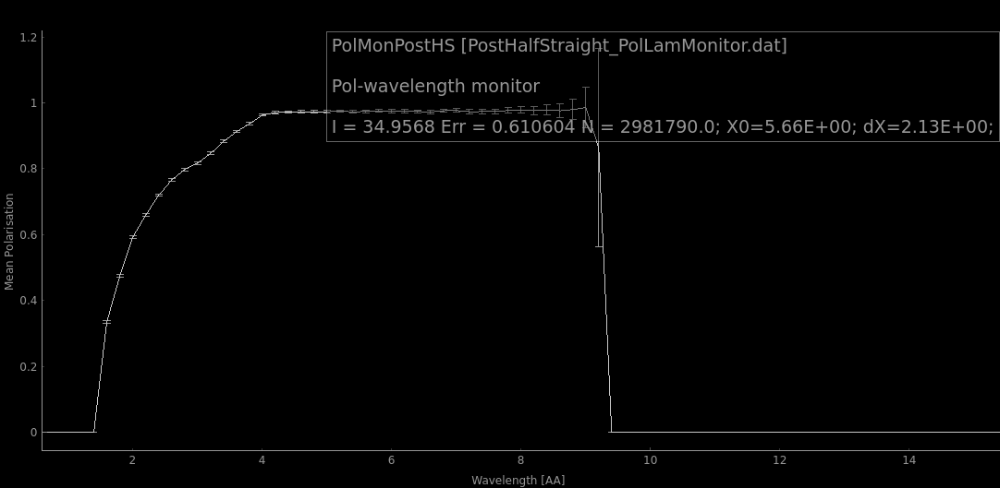 PolMonPostHS [PostHalfStraight_PolLamMonitor.dat]
Pol-wavelength monitor
I = 34.9568 Err = 0.610604 N = 2981790.0; X0=5.66E+00; dX=2.13E+00;
1.2
1
0.8
0.6
0.4
0.2
0
Mean Polarisation
2 4 6 8 10 12 14
Wavelength [AA]